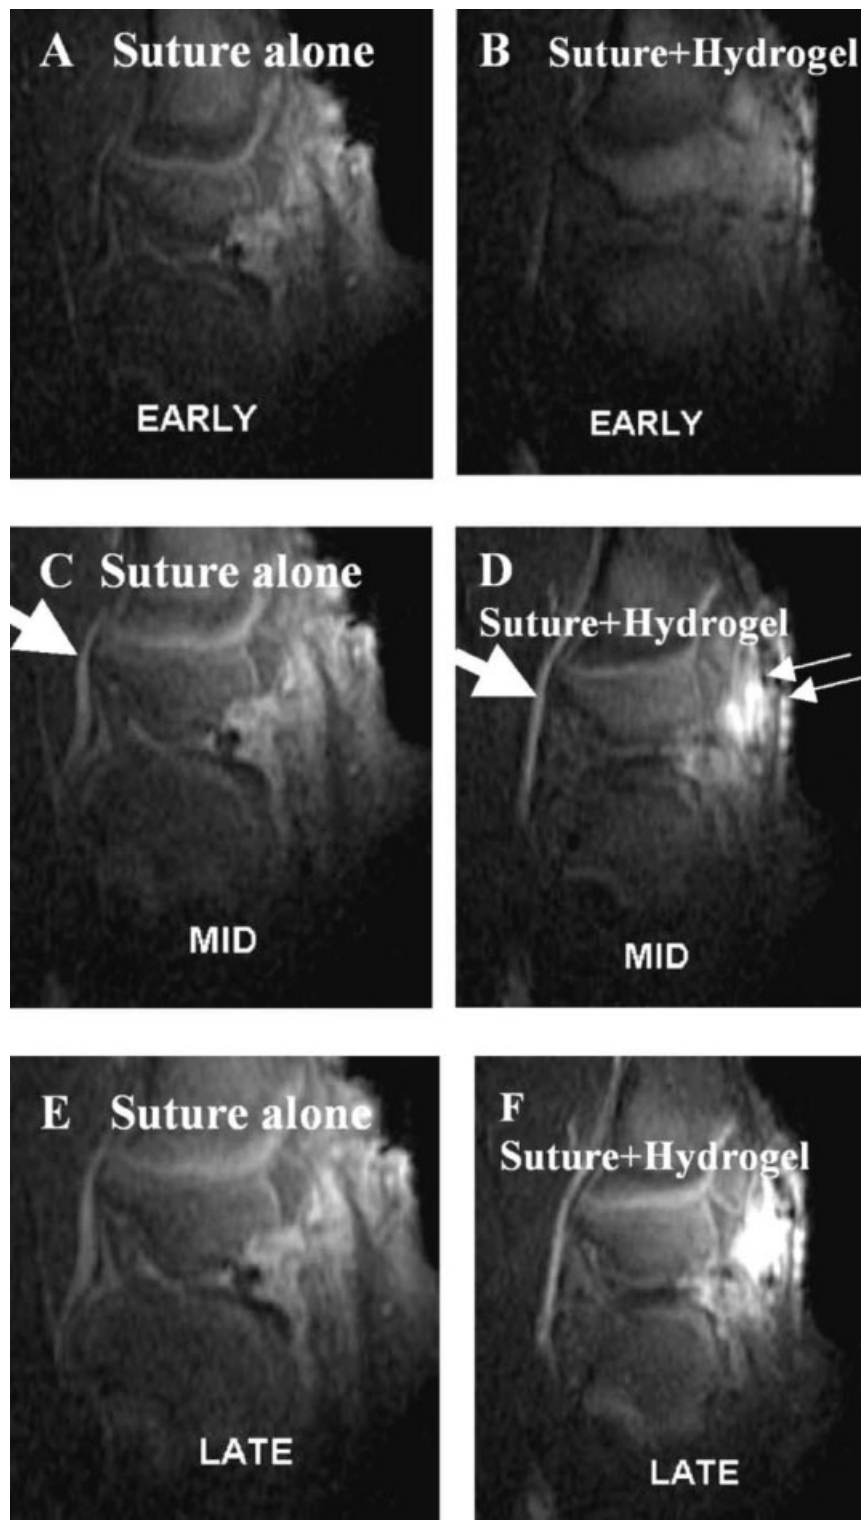 A Suture alone
B Suture+Hydrogel
EARLY
EARLY
C Suture alone
D
Suture+Hydrogel
MID
MID
E Suture alone
F
Suture+Hydrogel
LATE
LATE